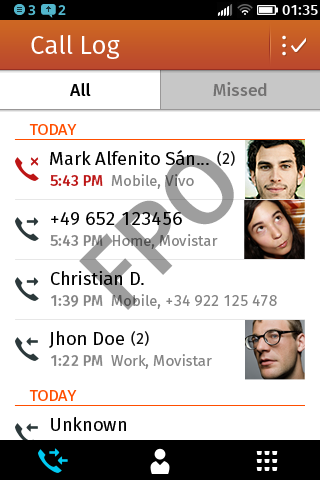 3 2 01:35
Call Log
All Missed
TODAY
Mark Alfenito Sán... (2)
5:43 PM Mobile, Vivo
+49 652 123456
5:43 PM Home, Movistar
Christian D.
1:39 PM Mobile, +34 922 125 478
Jhon Doe (2)
1:22 PM Work, Movistar
TODAY
Unknown
FPO